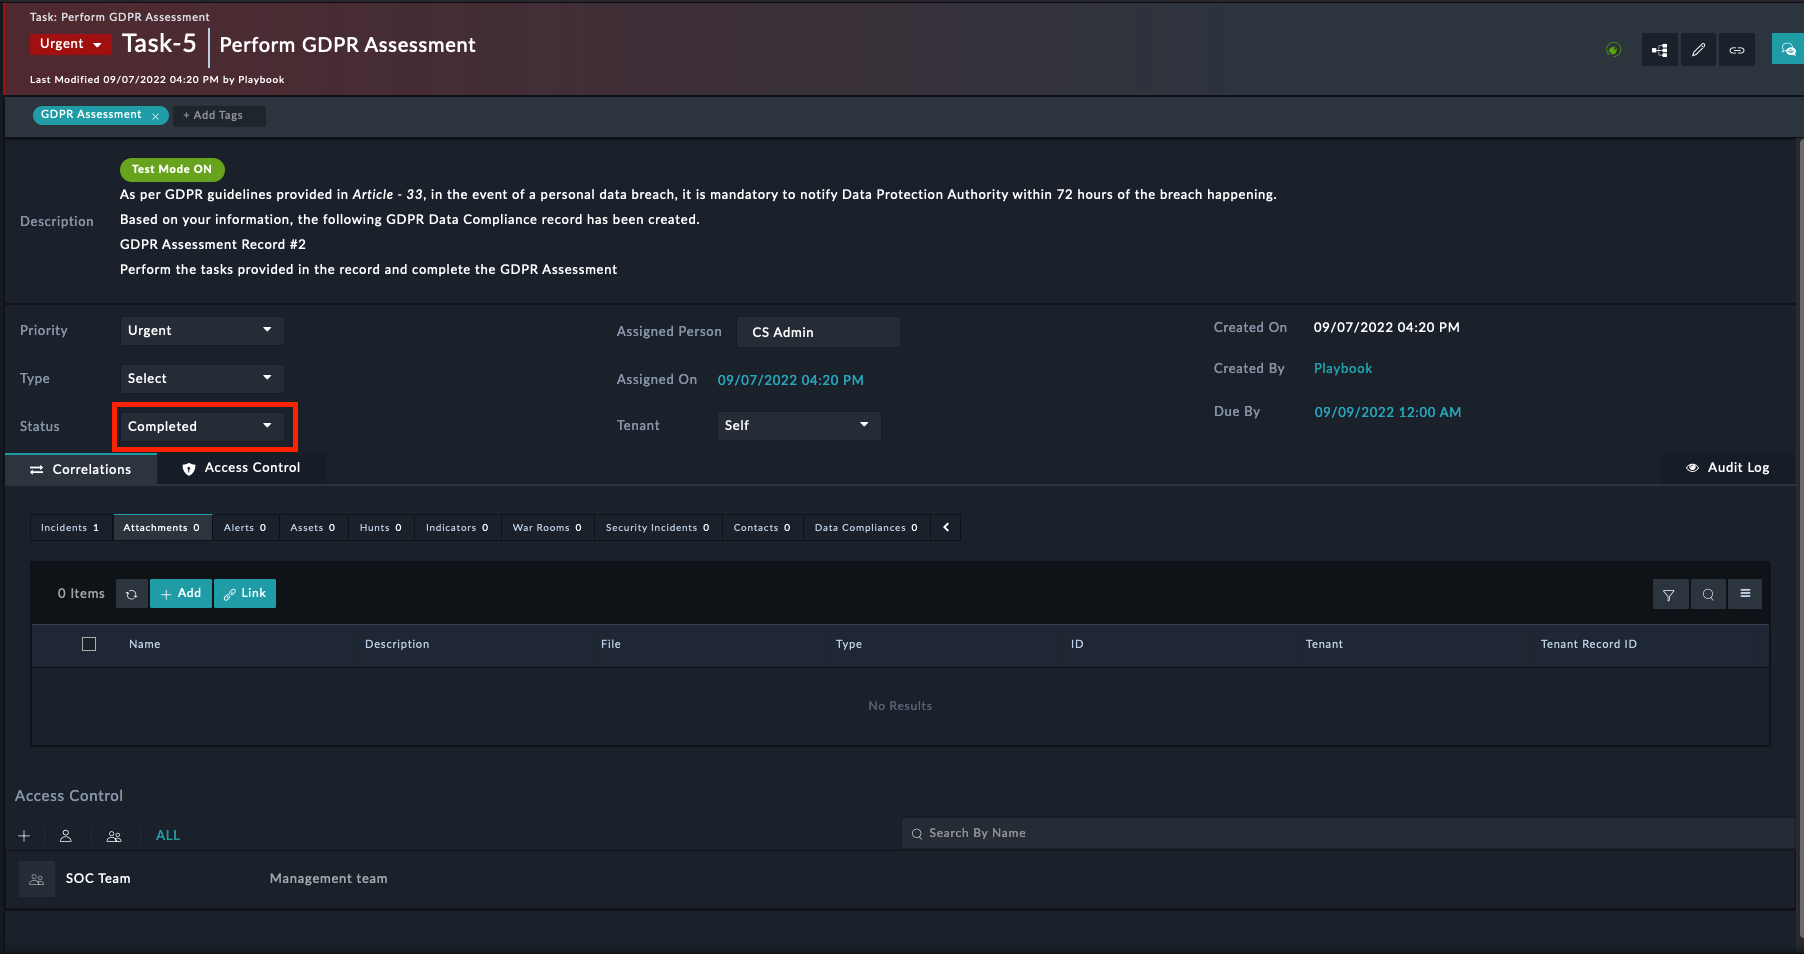 Task: Perform GDPR Assessment
Urgent Task-5 Perform GDPR Assessment
Last Modified 09/07/2022 04:20 PM by Playbook
GDPR Assessment × + Add Tags
Test Mode ON
As per GDPR guidelines provided in Article - 33, in the event of a personal data breach, it is mandatory to notify Data Protection Authority within 72 hours of the breach happening.
Description
Based on your information, the following GDPR Data Compliance record has been created.
GDPR Assessment Record #2
Perform the tasks provided in the record and complete the GDPR Assessment
Priority Urgent Assigned Person CS Admin Created On 09/07/2022 04:20 PM
Type Select Assigned On 09/07/2022 04:20 PM Created By Playbook
Status Completed Tenant Self Due By 09/09/2022 12:00 AM
Correlations Access Control Audit Log
Incidents 1 Attachments 0 Alerts 0 Assets 0 Hunts 0 Indicators 0 War Rooms 0 Security Incidents 0 Contacts 0 Data Compliances 0
0 Items + Add Link
Name Description File Type ID Tenant Tenant Record ID
No Results
Access Control
+ ALL Search By Name
SOC Team Management team